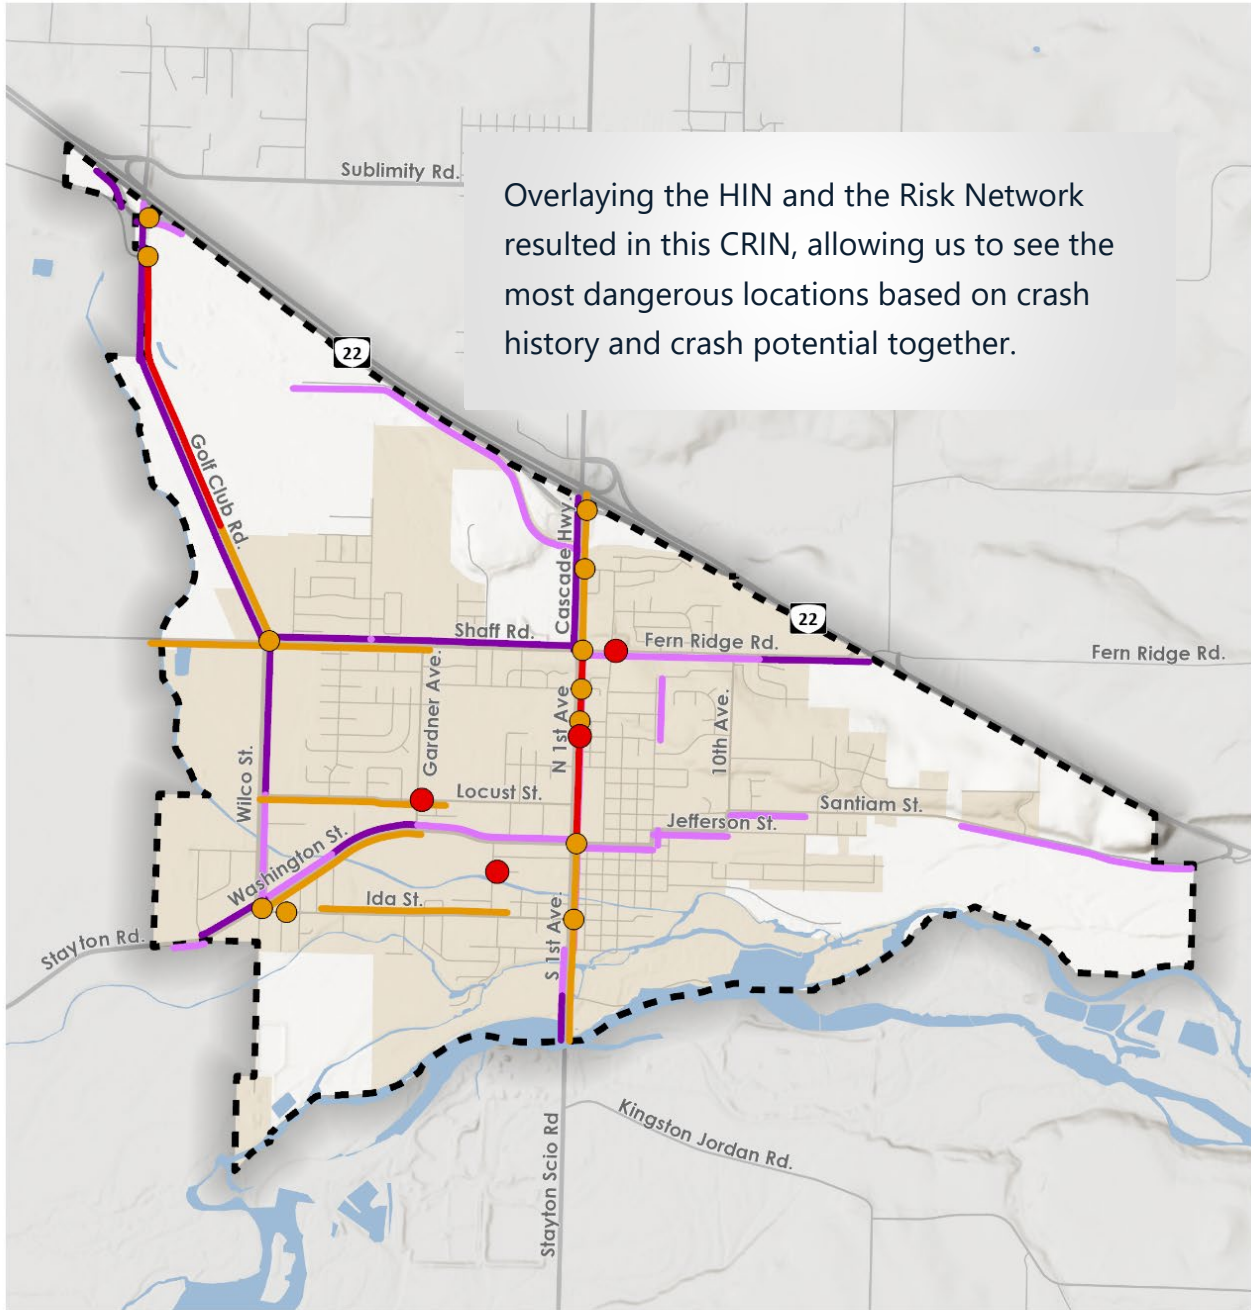 Sublimity Rd.
Overlaying the HIN and the Risk Network
resulted in this CRIN, allowing us to see the
most dangerous locations based on crash
history and crash potential together.
22
Golf Club Rd.
Cascade Hwy.
22
Shaff Rd.
Fern Ridge Rd.
Fern Ridge Rd.
Gardner Ave.
N 1st Ave
10th Ave.
Wilco St.
Locust St.
Santiam St.
Jefferson St.
Washington St.
Ida St.
Stayton Rd.
S 1st Ave.
Kingston Jordan Rd.
Stayton Scio Rd